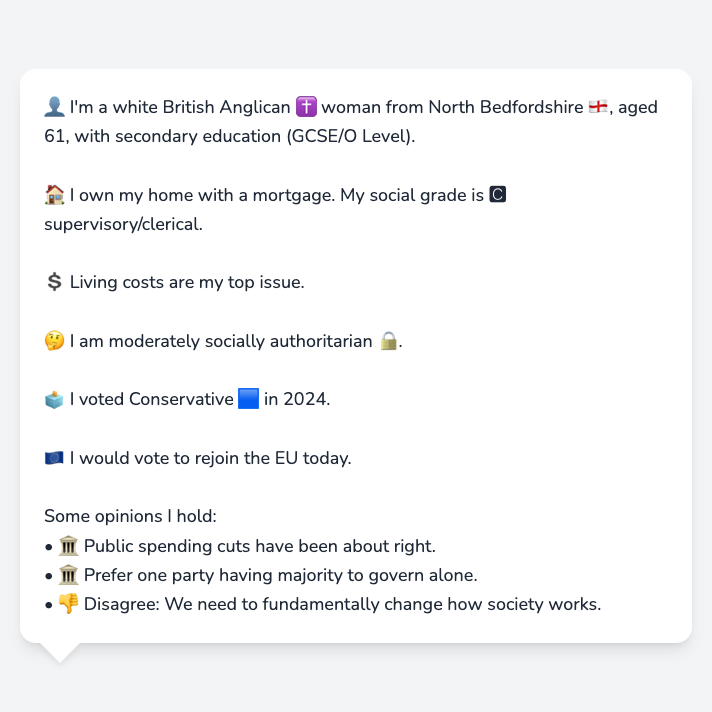 👤 I'm a white British Anglican ✝️ woman from North Bedfordshire 🏴󠁧󠁢󠁥󠁮󠁧󠁿, aged
61, with secondary education (GCSE/O Level).
🏠 I own my home with a mortgage. My social grade is 🅲
supervisory/clerical.
💲 Living costs are my top issue.
🤔 I am moderately socially authoritarian 🔒.
🗳️ I voted Conservative 🟦 in 2024.
🇪🇺 I would vote to rejoin the EU today.
Some opinions I hold:
• 🏛️ Public spending cuts have been about right.
• 🏛️ Prefer one party having majority to govern alone.
• 👎 Disagree: We need to fundamentally change how society works.